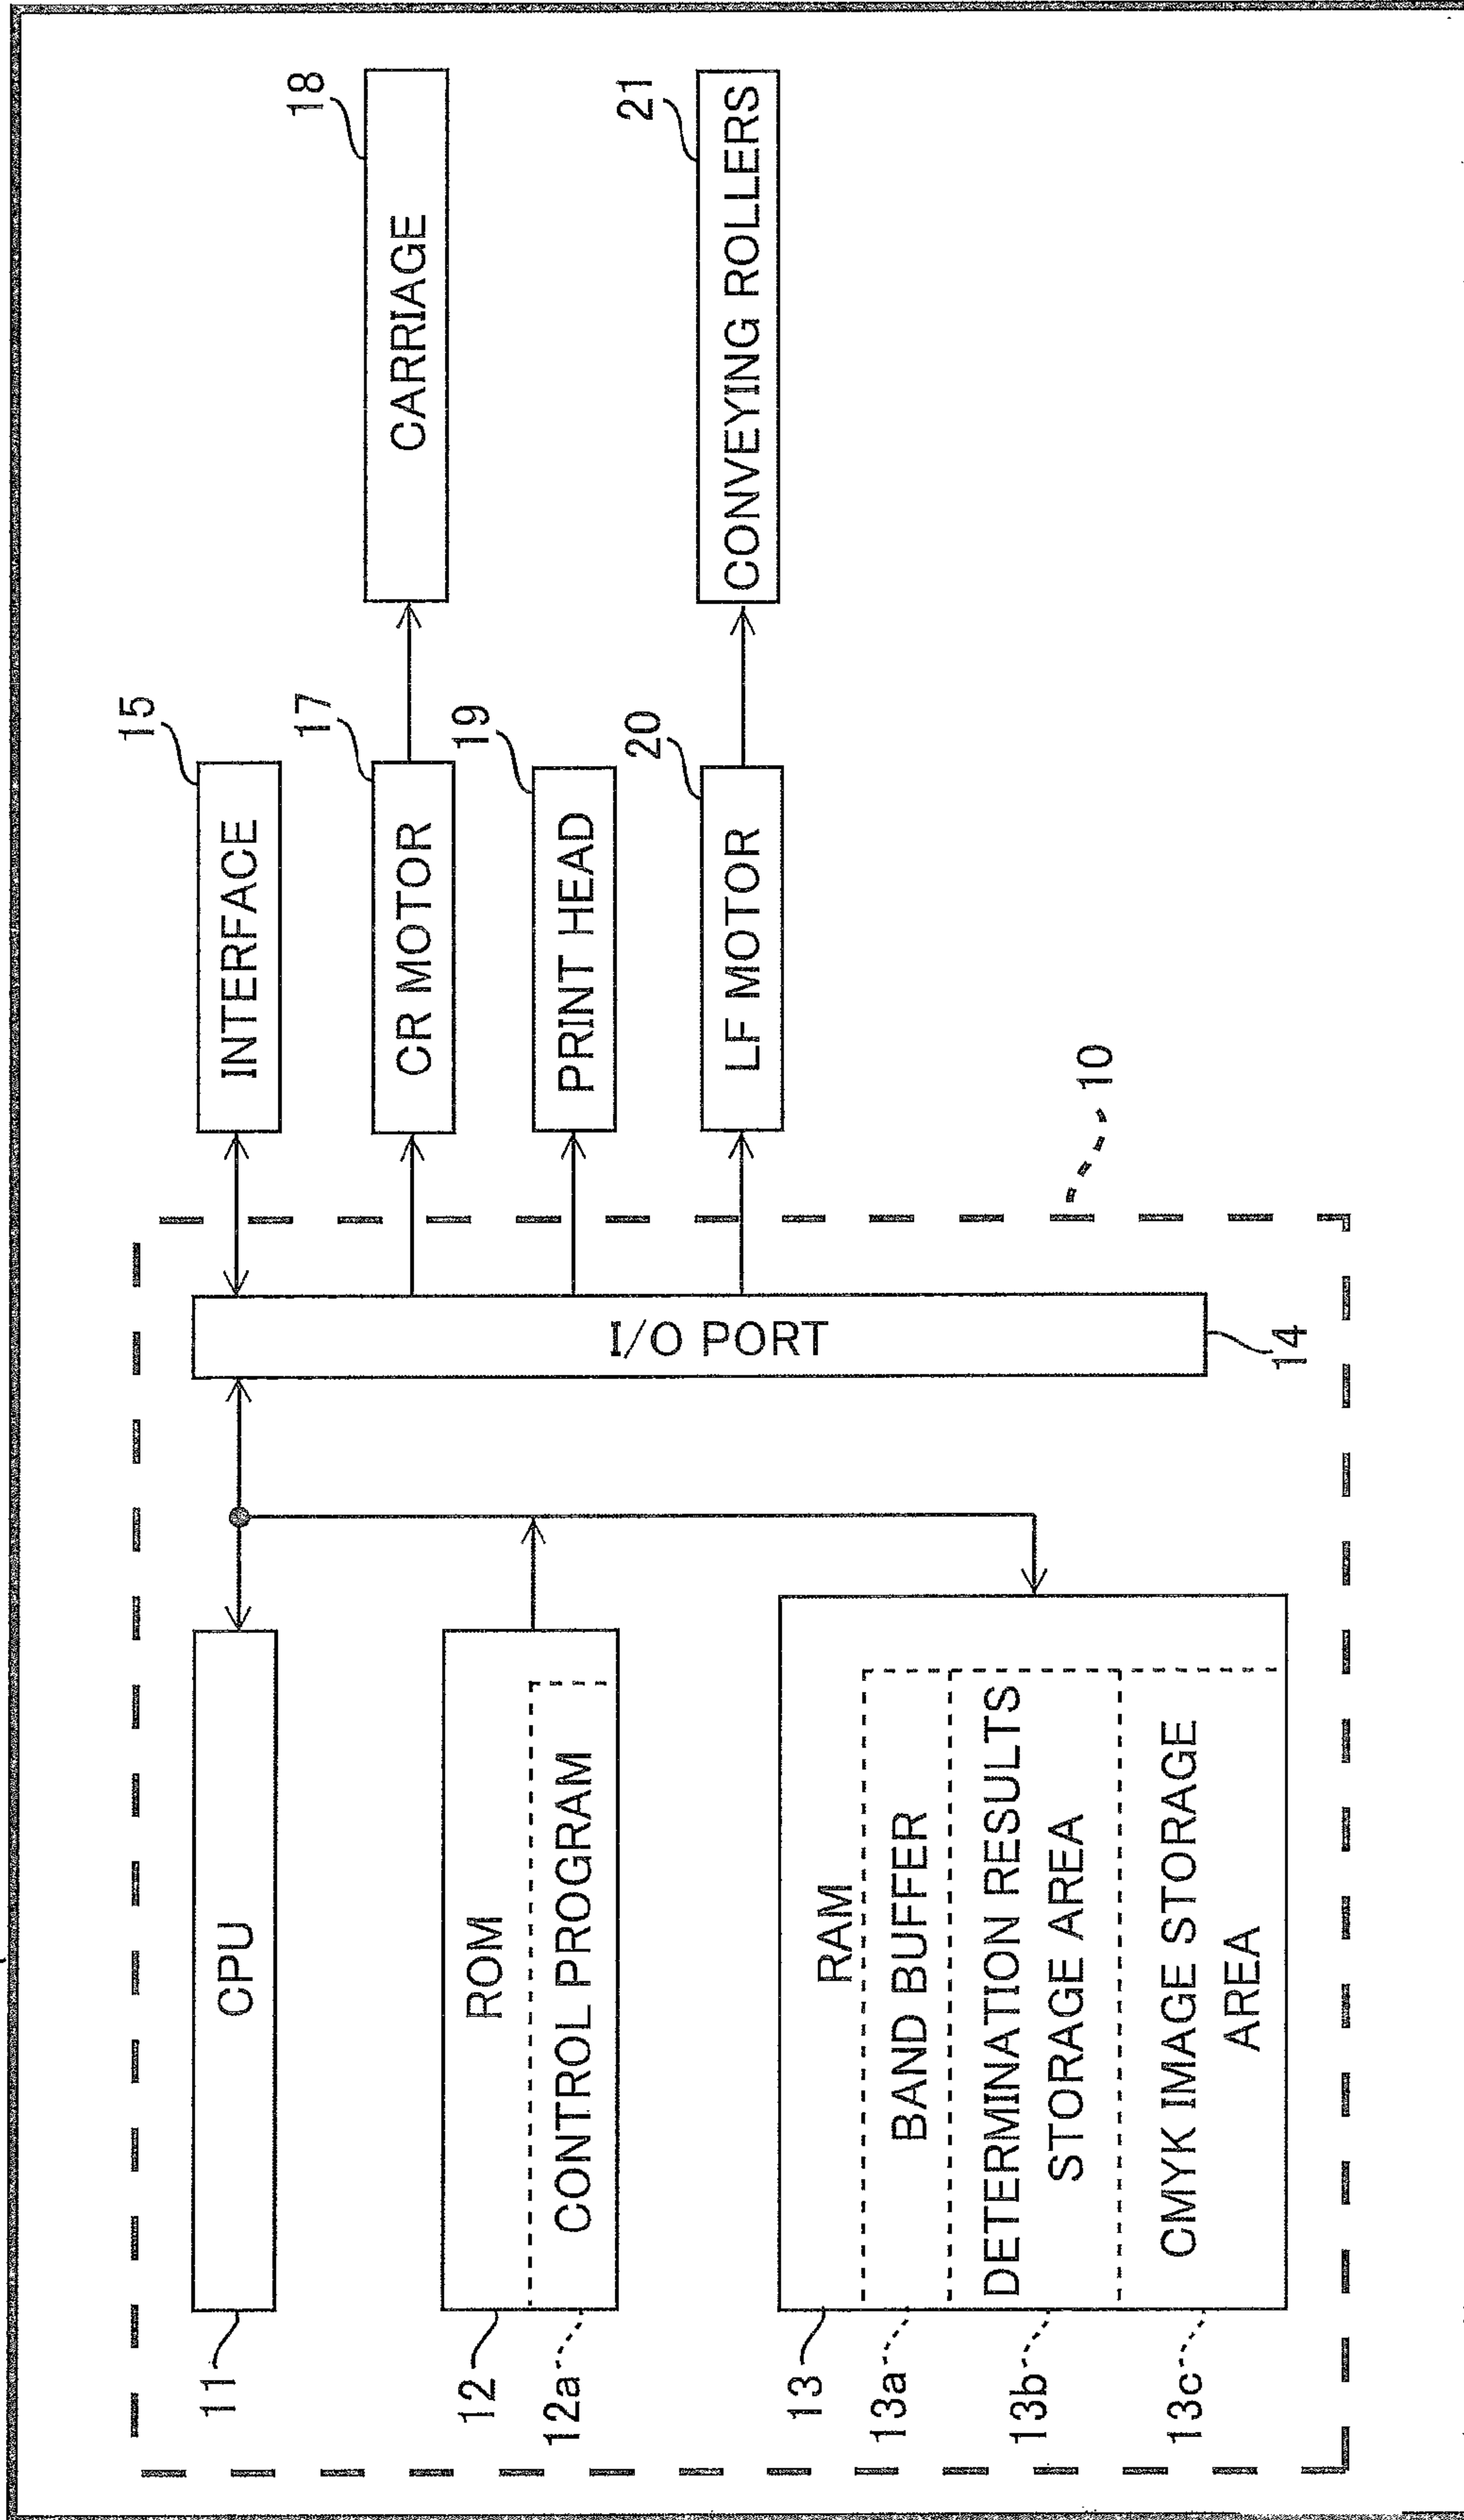 11
CPU
12
ROM
12a
CONTROL PROGRAM
13
RAM
13a
BAND BUFFER
13b
DETERMINATION RESULTS
STORAGE AREA
13c
CMYK IMAGE STORAGE
AREA
I/O PORT
14
10
15
INTERFACE
17
CR MOTOR
18
CARRIAGE
19
PRINT HEAD
20
LF MOTOR
21
CONVEYING ROLLERS